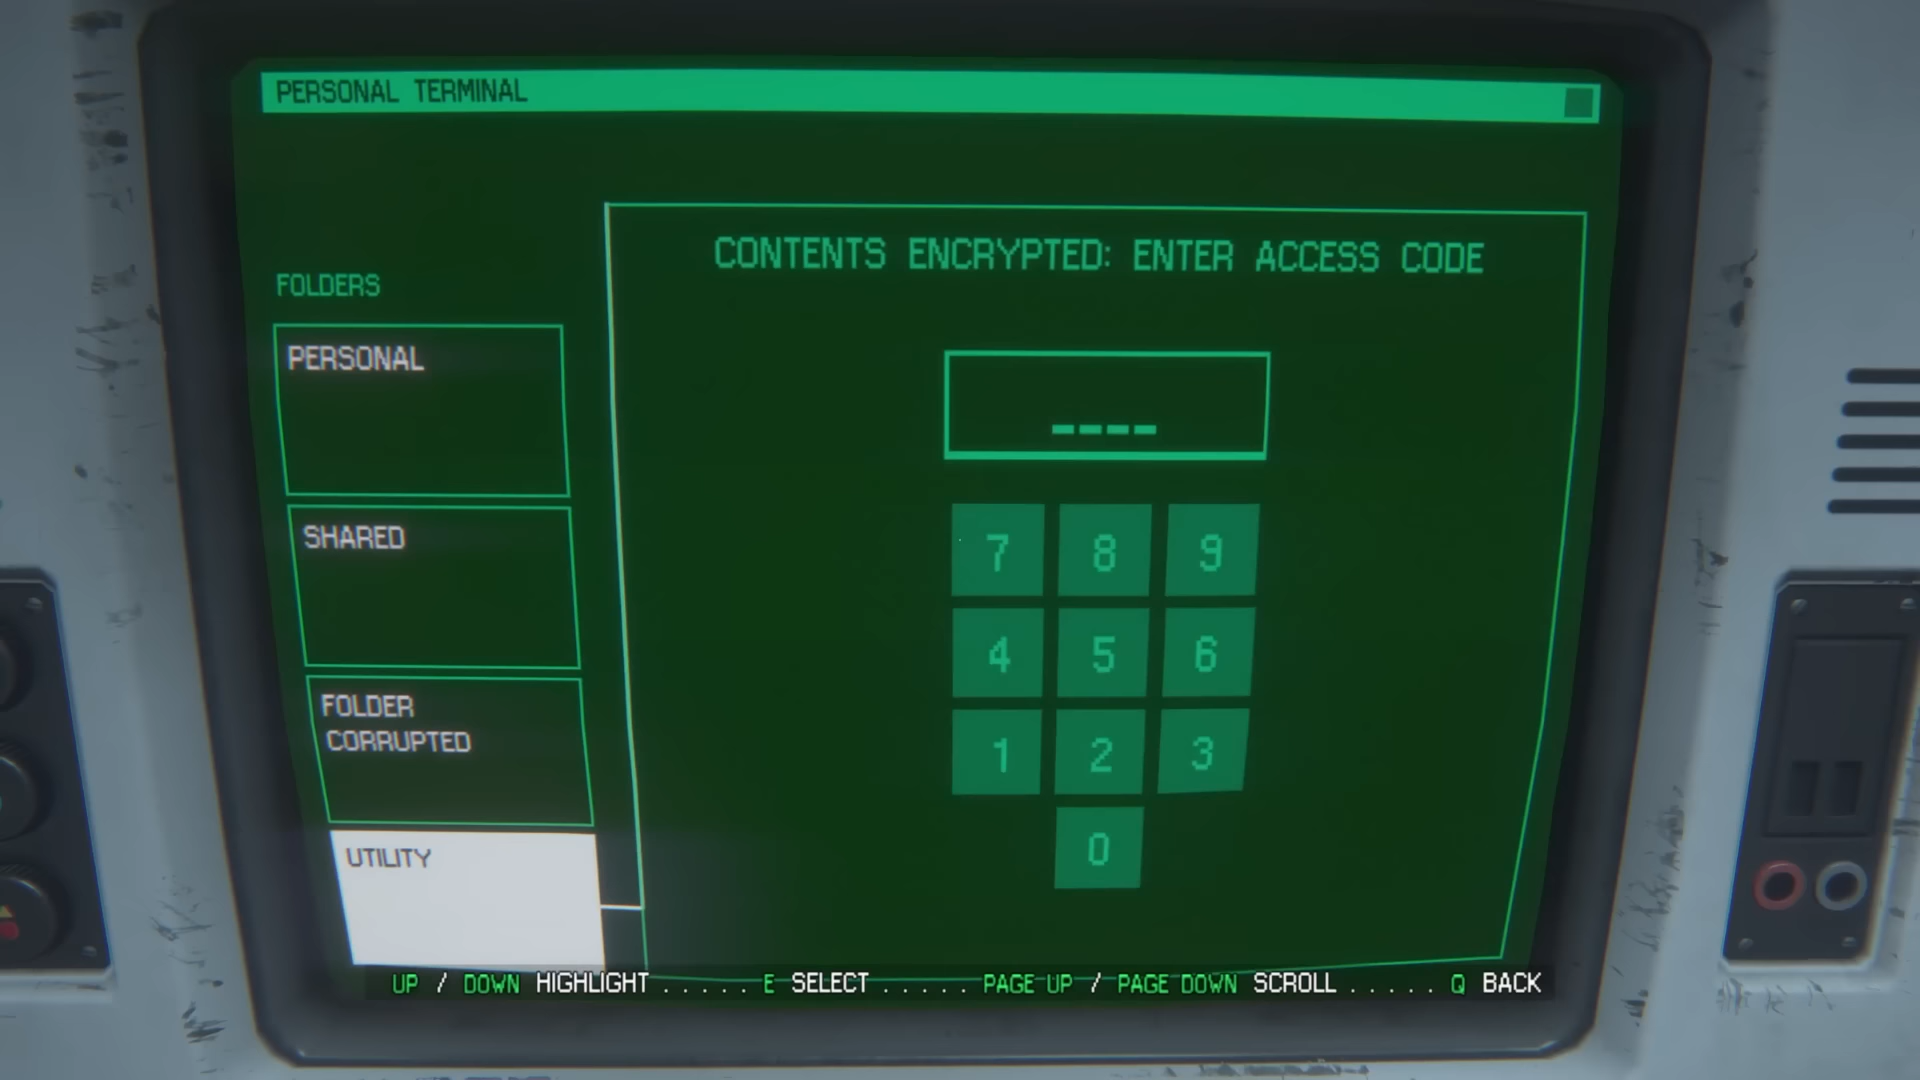 PERSONAL TERMINAL
CONTENTS ENCRYPTED: ENTER ACCESS CODE
FOLDERS
PERSONAL
SHARED
FOLDER
CORRUPTED
UTILITY
____
7 8 9
4 5 6
1 2 3
0
UP / DOWN HIGHLIGHT ..... E SELECT ..... PAGE UP / PAGE DOWN SCROLL ..... Q BACK